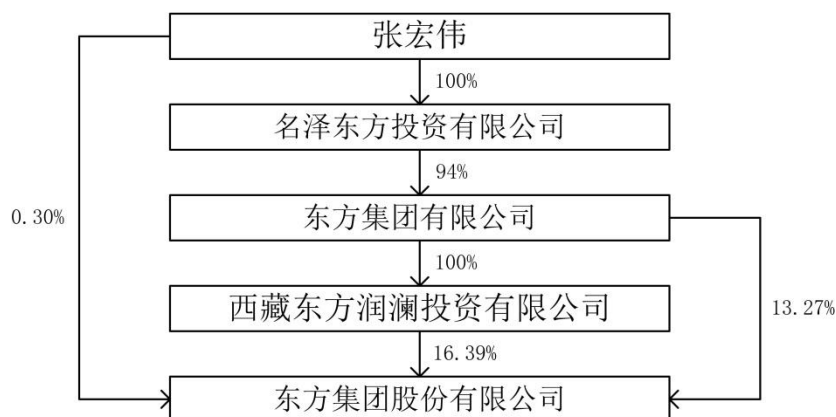 张宏伟
100%
名泽东方投资有限公司
94%
0.30%
东方集团有限公司
100%
西藏东方润澜投资有限公司
13.27%
16.39%
东方集团股份有限公司